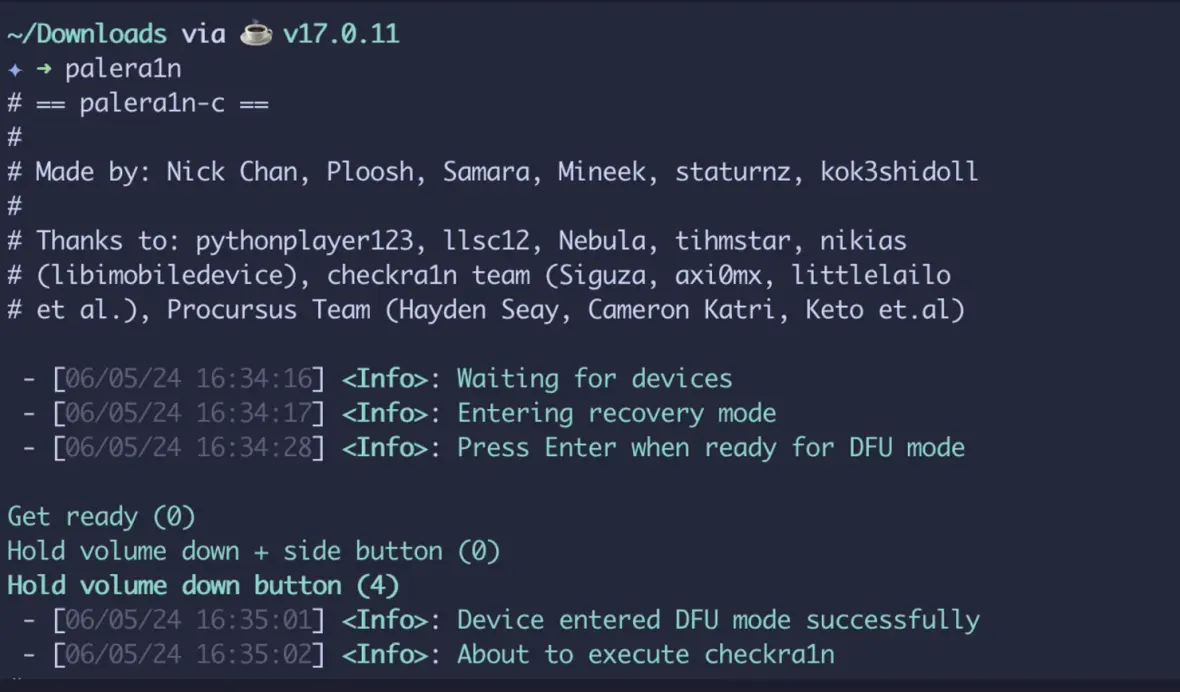 ~/Downloads via ☕ v17.0.11
✦ ➜ palera1n
# == palera1n-c ==
#
# Made by: Nick Chan, Ploosh, Samara, Mineek, staturnz, kok3shidoll
#
# Thanks to: pythonplayer123, llsc12, Nebula, tihmstar, nikias
# (libimobiledevice), checkra1n team (Siguza, axi0mx, littlelailo
# et al.), Procursus Team (Hayden Seay, Cameron Katri, Keto et.al)
- [06/05/24 16:34:16] <Info>: Waiting for devices
- [06/05/24 16:34:17] <Info>: Entering recovery mode
- [06/05/24 16:34:28] <Info>: Press Enter when ready for DFU mode
Get ready (0)
Hold volume down + side button (0)
Hold volume down button (4)
- [06/05/24 16:35:01] <Info>: Device entered DFU mode successfully
- [06/05/24 16:35:02] <Info>: About to execute checkra1n